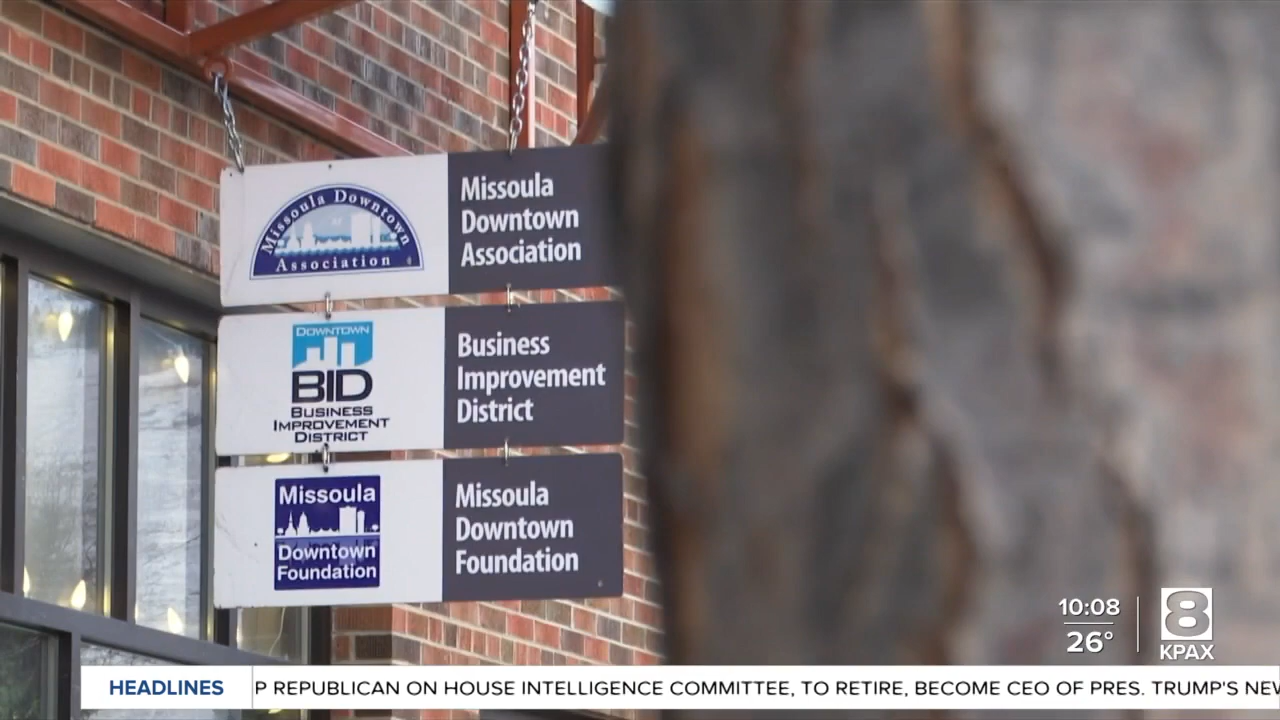 Missoula Downtown
Association
Missoula
Downtown
Association
DOWNTOWN
BID
BUSINESS
IMPROVEMENT
DISTRICT
Business
Improvement
District
Missoula
Downtown
Foundation
Missoula
Downtown
Foundation
10:08
26°
8
KPAX
HEADLINES
P REPUBLICAN ON HOUSE INTELLIGENCE COMMITTEE, TO RETIRE, BECOME CEO OF PRES. TRUMP'S NEW